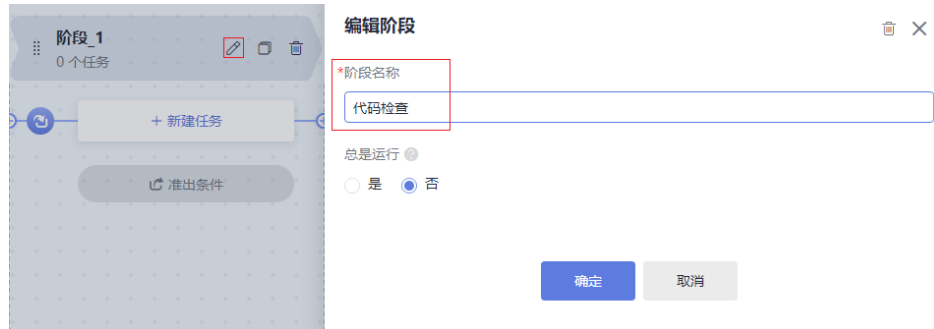 阶段_1
0 个任务
+ 新建任务
准出条件
编辑阶段
*阶段名称
代码检查
总是运行
是
否
确定
取消